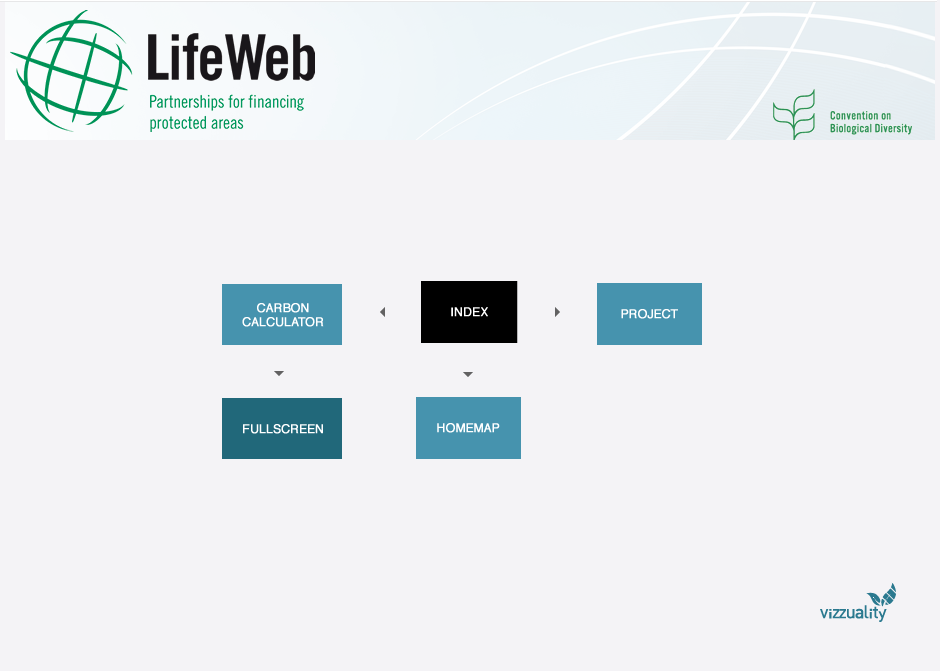 LifeWeb
Partnerships for financing
protected areas
Convention on
Biological Diversity
CARBON
CALCULATOR
INDEX
PROJECT
FULLSCREEN
HOMEMAP
vizzuality